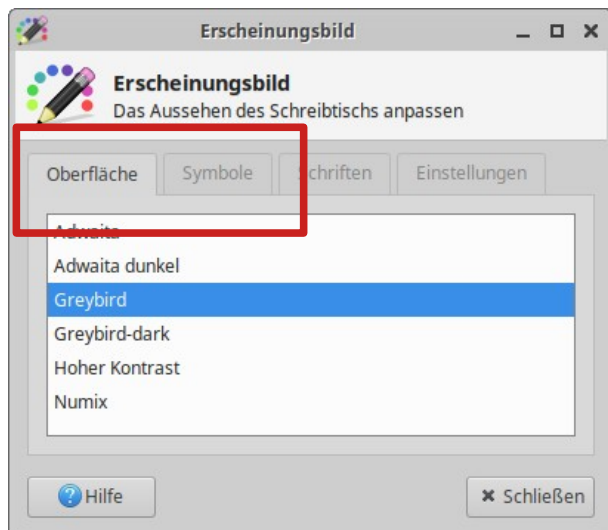 Erscheinungsbild
Erscheinungsbild
Das Aussehen des Schreibtischs anpassen
Oberfläche Symbole Schriften Einstellungen
Adwaita
Adwaita dunkel
Greybird
Greybird-dark
Hoher Kontrast
Numix
Hilfe Schließen